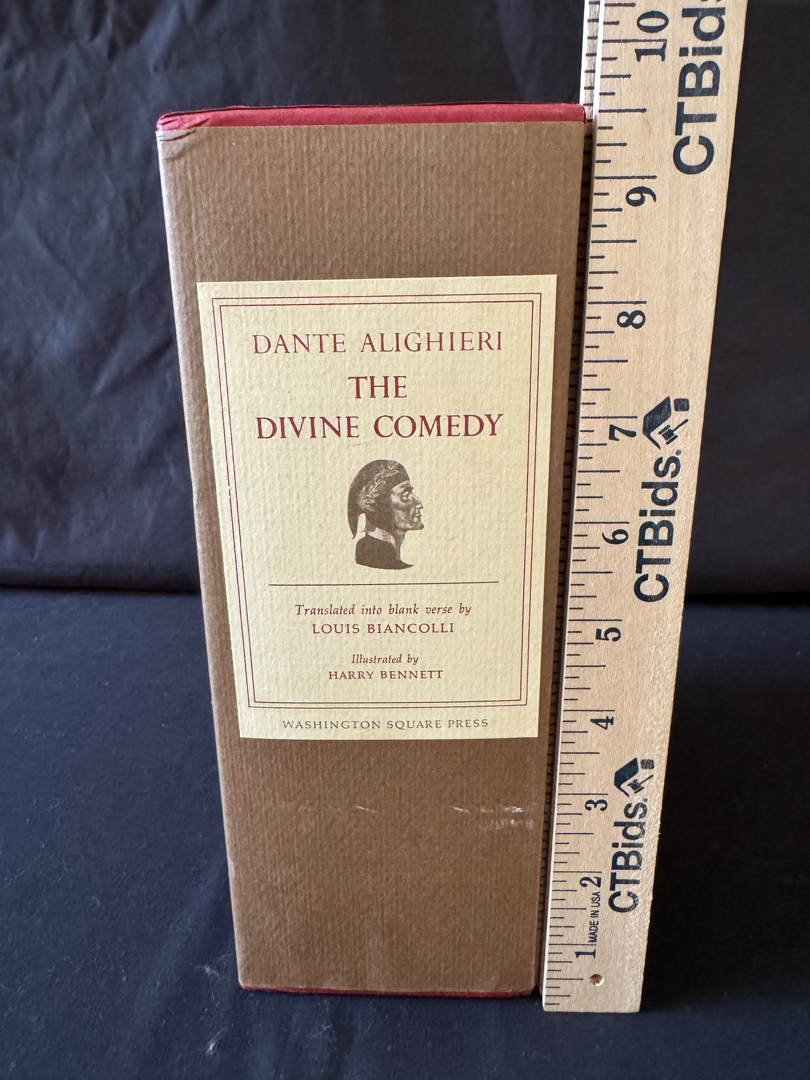 DANTE ALIGHIERI
THE
DIVINE COMEDY
Translated into blank verse by
LOUIS BIANCOLLI
Illustrated by
HARRY BENNETT
WASHINGTON SQUARE PRESS
10
9
8
7
6
5
4
3
2
1
MADE IN USA
CTBids
CTBids.
CTBids.